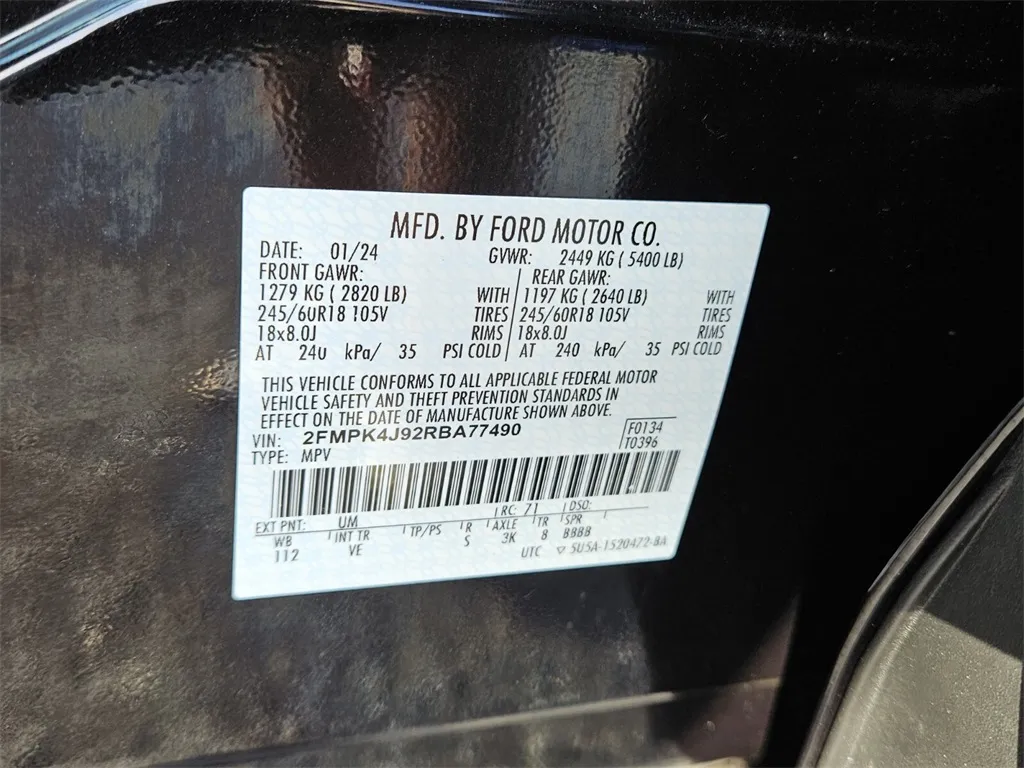 MFD. BY FORD MOTOR CO.
DATE: 01/24 GVWR: 2449 KG ( 5400 LB)
FRONT GAWR: REAR GAWR:
1279 KG ( 2820 LB) WITH 1197 KG ( 2640 LB) WITH
245/60R18 105V TIRES 245/60R18 105V TIRES
18x8.0J RIMS 18x8.0J RIMS
AT 240 kPa/ 35 PSI COLD AT 240 kPa/ 35 PSI COLD
THIS VEHICLE CONFORMS TO ALL APPLICABLE FEDERAL MOTOR
VEHICLE SAFETY AND THEFT PREVENTION STANDARDS IN
EFFECT ON THE DATE OF MANUFACTURE SHOWN ABOVE.
VIN: 2FMPK4J92RBA77490 F0134
TYPE: MPV T0396
EXT PNT: UM RC: 71 DSO:
WB INT TR TP/PS R AXLE TR SPR
112 VE S 3K 8 BBBB
UTC ▽ SU5A-1520472-BA